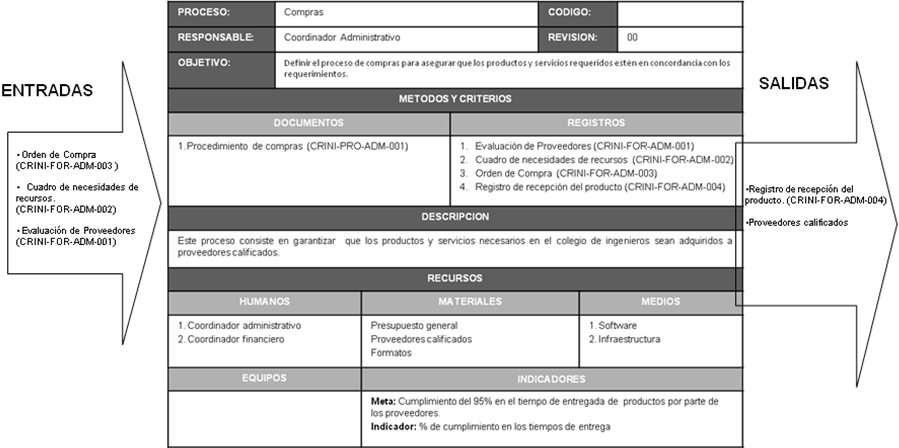 PROCESO: Compras CODIGO:
RESPONSABLE: Coordinador Administrativo REVISION: 00
OBJETIVO: Definir el proceso de compras para asegurar que los productos y servicios requeridos estén en concordancia con los
requerimientos.
METODOS Y CRITERIOS
DOCUMENTOS REGISTROS
1.Procedimiento de compras (CRINI-PRO-ADM-001)
1. Evaluación de Proveedores (CRINI-FOR-ADM-001)
2. Cuadro de necesidades de recursos (CRINI-FOR-ADM-002)
3. Orden de Compra (CRINI-FOR-ADM-003)
4. Registro de recepción del producto (CRINI-FOR-ADM-004)
DESCRIPCION
Este proceso consiste en garantizar que los productos y servicios necesarios en el colegio de ingenieros sean adquiridos a
proveedores calificados.
RECURSOS
HUMANOS MATERIALES MEDIOS
1. Coordinador administrativo
2. Coordinador financiero
Presupuesto general
Proveedores calificados
Formatos
1. Software
2. Infraestructura
EQUIPOS INDICADORES
Meta: Cumplimiento del 95% en el tiempo de entregada de productos por parte de
los proveedores.
Indicador: % de cumplimiento en los tiempos de entrega
ENTRADAS
•Orden de Compra
(CRINI-FOR-ADM-003 )
• Cuadro de necesidades de
recursos.
(CRINI-FOR-ADM-002)
•Evaluación de Proveedores
(CRINI-FOR-ADM-001)
SALIDAS
•Registro de recepción del
producto. (CRINI-FOR-ADM-004)
•Proveedores calificados